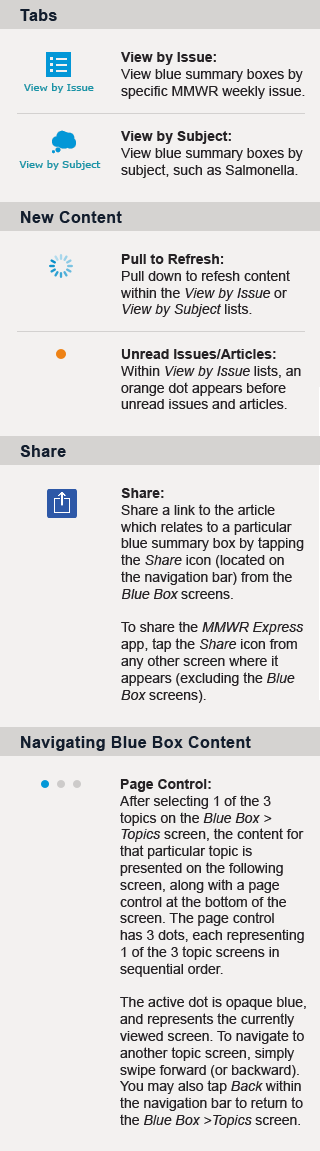 Tabs
View by Issue
View by Issue:
View blue summary boxes by
specific MMWR weekly issue.
View by Subject
View by Subject:
View blue summary boxes by
subject, such as Salmonella.
New Content
Pull to Refresh:
Pull down to refesh content
within the View by Issue or
View by Subject lists.
Unread Issues/Articles:
Within View by Issue lists, an
orange dot appears before
unread issues and articles.
Share
Share:
Share a link to the article
which relates to a particular
blue summary box by tapping
the Share icon (located on
the navigation bar) from the
Blue Box screens.
To share the MMWR Express
app, tap the Share icon from
any other screen where it
appears (excluding the Blue
Box screens).
Navigating Blue Box Content
Page Control:
After selecting 1 of the 3
topics on the Blue Box >
Topics screen, the content for
that particular topic is
presented on the following
screen, along with a page
control at the bottom of the
screen. The page control
has 3 dots, each representing
1 of the 3 topic screens in
sequential order.
The active dot is opaque blue,
and represents the currently
viewed screen. To navigate to
another topic screen, simply
swipe forward (or backward).
You may also tap Back within
the navigation bar to return to
the Blue Box >Topics screen.